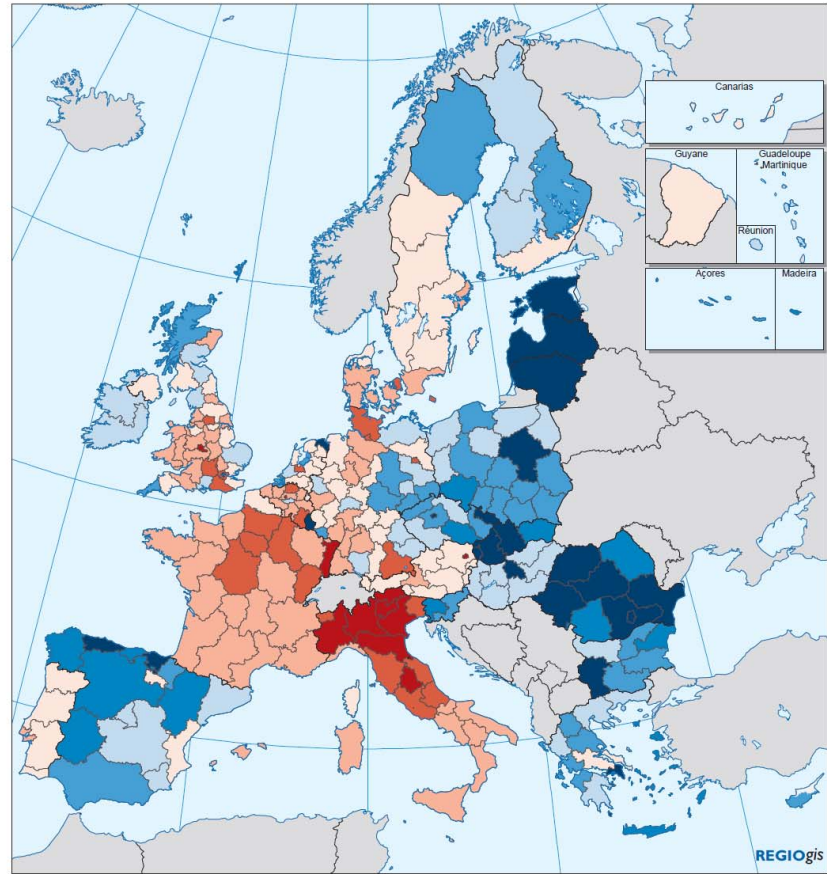 Canarias
Guyane
Guadeloupe
Martinique
Réunion
Açores
Madeira
REGIOgis